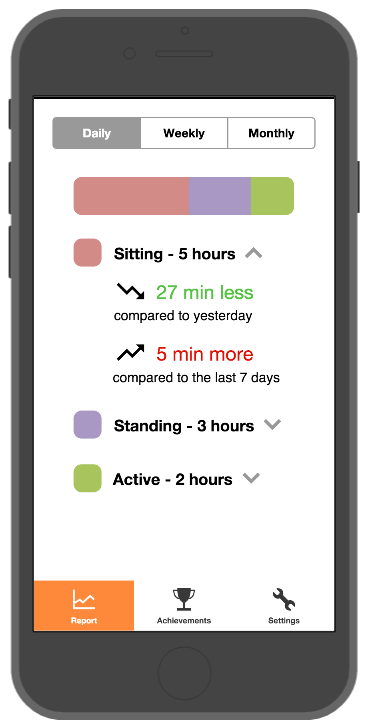 Daily Weekly Monthly
Sitting - 5 hours
27 min less
compared to yesterday
5 min more
compared to the last 7 days
Standing - 3 hours
Active - 2 hours
Report Achievements Settings